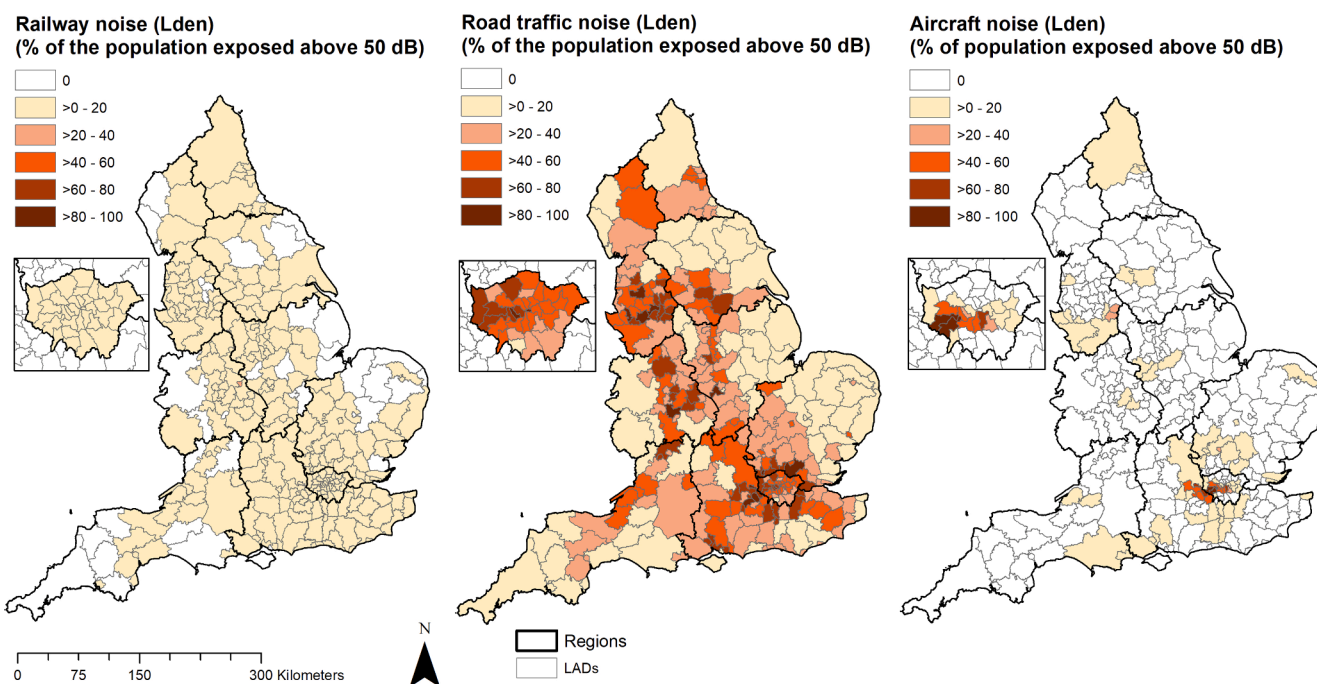 Railway noise (Lden)
(% of the population exposed above 50 dB)
0
>0 - 20
>20 - 40
>40 - 60
>60 - 80
>80 - 100
Road traffic noise (Lden)
(% of the population exposed above 50 dB)
0
>0 - 20
>20 - 40
>40 - 60
>60 - 80
>80 - 100
Aircraft noise (Lden)
(% of population exposed above 50 dB)
0
>0 - 20
>20 - 40
>40 - 60
>60 - 80
>80 - 100
0 75 150 300 Kilometers
N
Regions
LADs